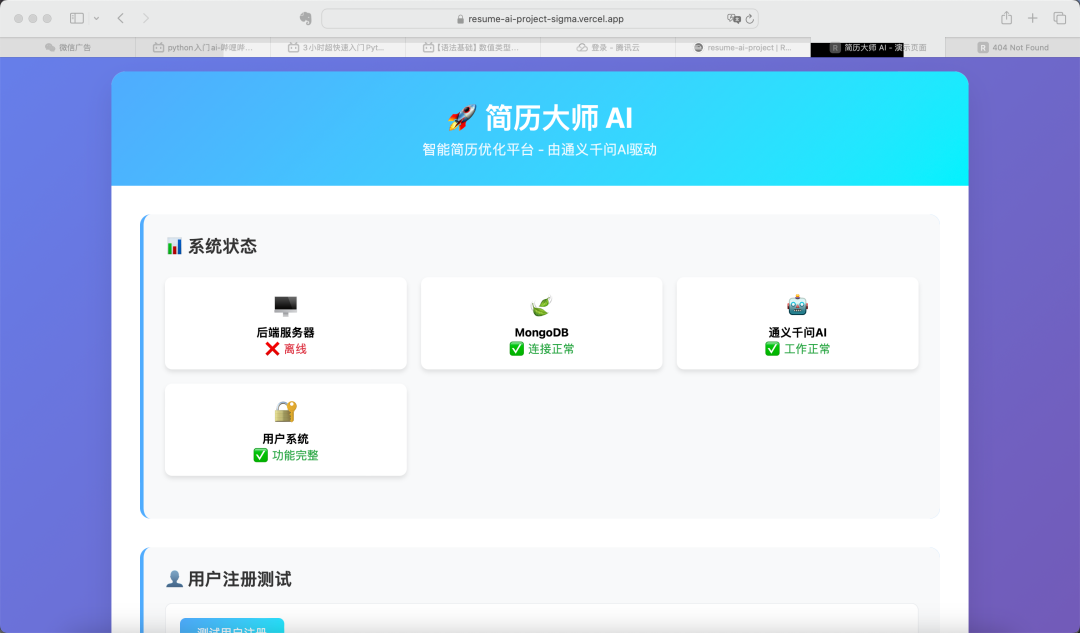 resume-ai-project-sigma.vercel.app
微信广告
python入门ai-哔哩哔...
3小时超快速入门Pyt...
【语法基础】数值类型...
登录 - 腾讯云
resume-ai-project | R...
R 简历大师 AI - 演示页面
R 404 Not Found
简历大师 AI
智能简历优化平台 - 由通义千问AI驱动
系统状态
后端服务器
离线
MongoDB
连接正常
通义千问AI
工作正常
用户系统
功能完整
用户注册测试
测试用户注册